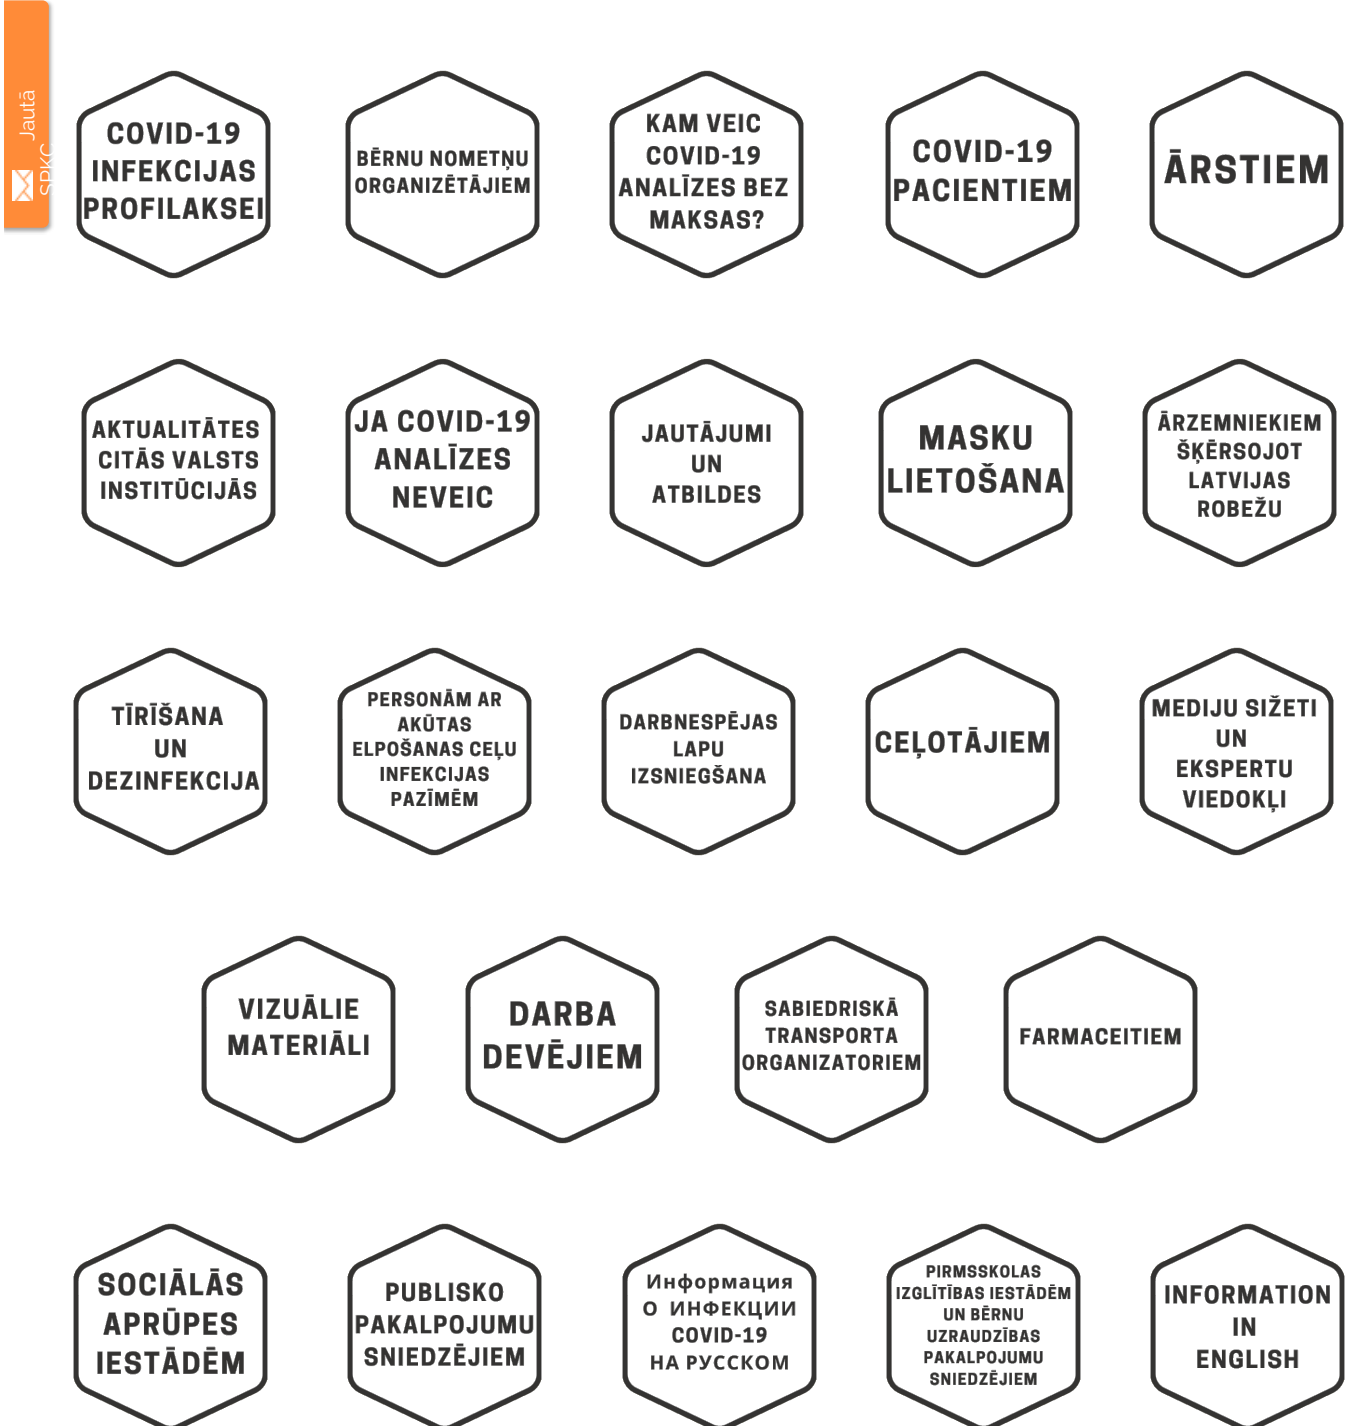 Jautā
SPKC
COVID-19
INFEKCIJAS
PROFILAKSEI
BĒRNU NOMETŅU
ORGANIZĒTĀJIEM
KAM VEIC
COVID-19
ANALĪZES BEZ
MAKSAS?
COVID-19
PACIENTIEM
ĀRSTIEM
AKTUALITĀTES
CITĀS VALSTS
INSTITŪCIJĀS
JA COVID-19
ANALĪZES
NEVEIC
JAUTĀJUMI
UN
ATBILDES
MASKU
LIETOŠANA
ĀRZEMNIEKIEM
ŠĶĒRSOJOT
LATVIJAS
ROBEŽU
TĪRĪŠANA
UN
DEZINFEKCIJA
PERSONĀM AR
AKŪTAS
ELPOŠANAS CEĻU
INFEKCIJAS
PAZĪMĒM
DARBNESPĒJAS
LAPU
IZSNIEGŠANA
CEĻOTĀJIEM
MEDIJU SIŽETI
UN
EKSPERTU
VIEDOKĻI
VIZUĀLIE
MATERIĀLI
DARBA
DEVĒJIEM
SABIEDRISKĀ
TRANSPORTA
ORGANIZATORIEM
FARMACEITIEM
SOCIĀLĀS
APRŪPES
IESTĀDĒM
PUBLISKO
PAKALPOJUMU
SNIEDZĒJIEM
Информация
О ИНФЕКЦИИ
COVID-19
НА РУССКОМ
PIRMSSKOLAS
IZGLĪTĪBAS IESTĀDĒM
UN BĒRNU
UZRAUDZĪBAS
PAKALPOJUMU
SNIEDZĒJIEM
INFORMATION
IN
ENGLISH